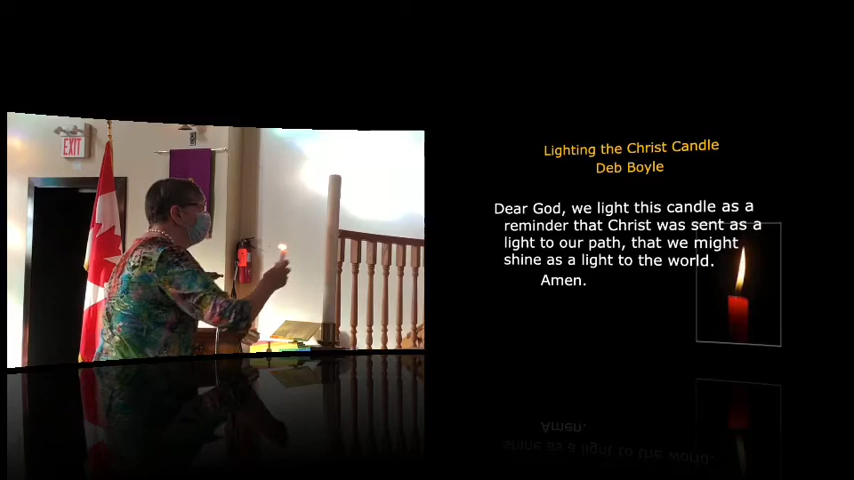 EXIT
Lighting the Christ Candle
Deb Boyle
Dear God, we light this candle as a
reminder that Christ was sent as a
light to our path, that we might
shine as a light to the world.
Amen.